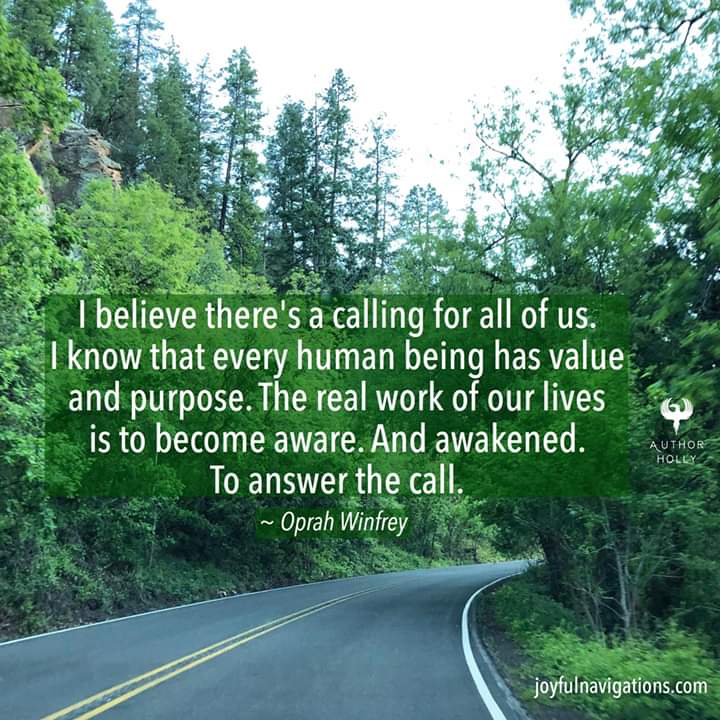 I believe there's a calling for all of us.
I know that every human being has value
and purpose. The real work of our lives
is to become aware. And awakened.
To answer the call.
~ Oprah Winfrey
AUTHOR
HOLLY
joyfulnavigations.com